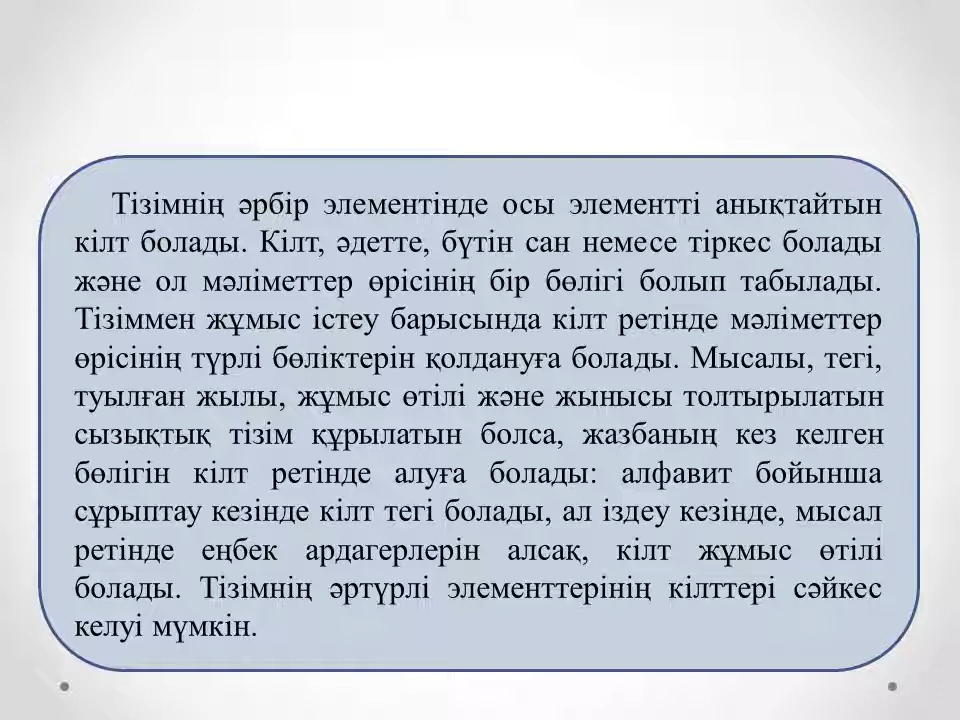 Тізімнің әрбір элементінде осы элементті анықтайтын
кілт болады. Кілт, әдетте, бүтін сан немесе тіркес болады
және ол мәліметтер өрісінің бір бөлігі болып табылады.
Тізіммен жұмыс істеу барысында кілт ретінде мәліметтер
өрісінің түрлі бөліктерін қолдануға болады. Мысалы, тегі,
туылған жылы, жұмыс өтілі және жынысы толтырылатын
сызықтық тізім құрылатын болса, жазбаның кез келген
бөлігін кілт ретінде алуға болады: алфавит бойынша
сұрыптау кезінде кілт тегі болады, ал іздеу кезінде, мысал
ретінде еңбек ардагерлерін алсақ, кілт жұмыс өтілі
болады. Тізімнің әртүрлі элементтерінің кілттері сәйкес
келуі мүмкін.